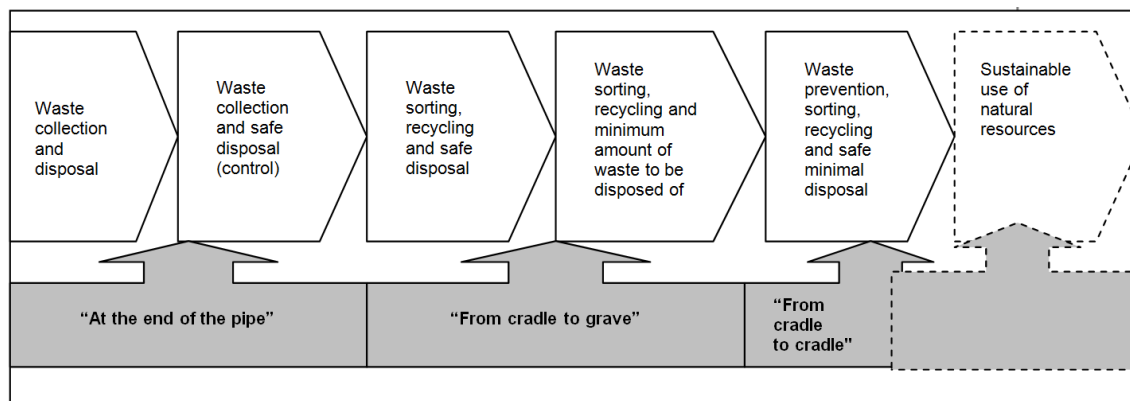 Waste
collection
and
disposal
Waste
collection
and safe
disposal
(control)
Waste
sorting,
recycling
and safe
disposal
Waste
sorting,
recycling and
minimum
amount of
waste to be
disposed of
Waste
prevention,
sorting,
recycling
and safe
minimal
disposal
Sustainable
use of
natural
resources
“At the end of the pipe”
“From cradle to grave”
“From
cradle
to cradle”